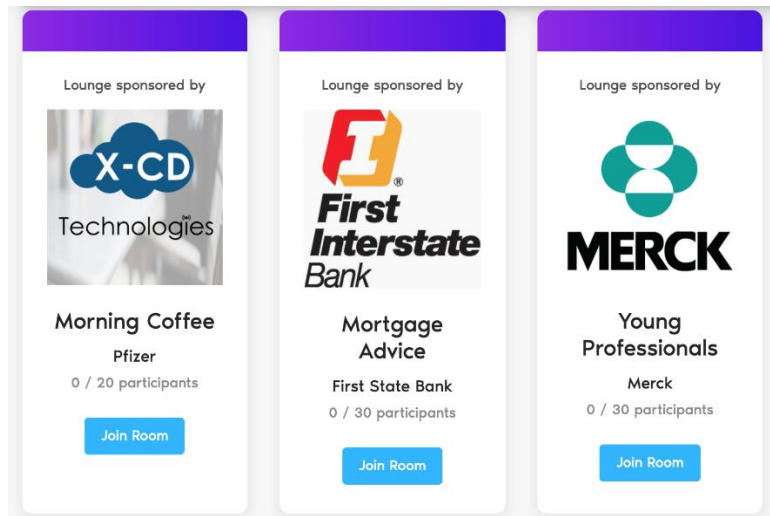 Lounge sponsored by
X-CD
Technologies
Morning Coffee
Pfizer
0 / 20 participants
Join Room
Lounge sponsored by
I
®
First
Interstate
Bank
Mortgage
Advice
First State Bank
0 / 30 participants
Join Room
Lounge sponsored by
MERCK
Young
Professionals
Merck
0 / 30 participants
Join Room